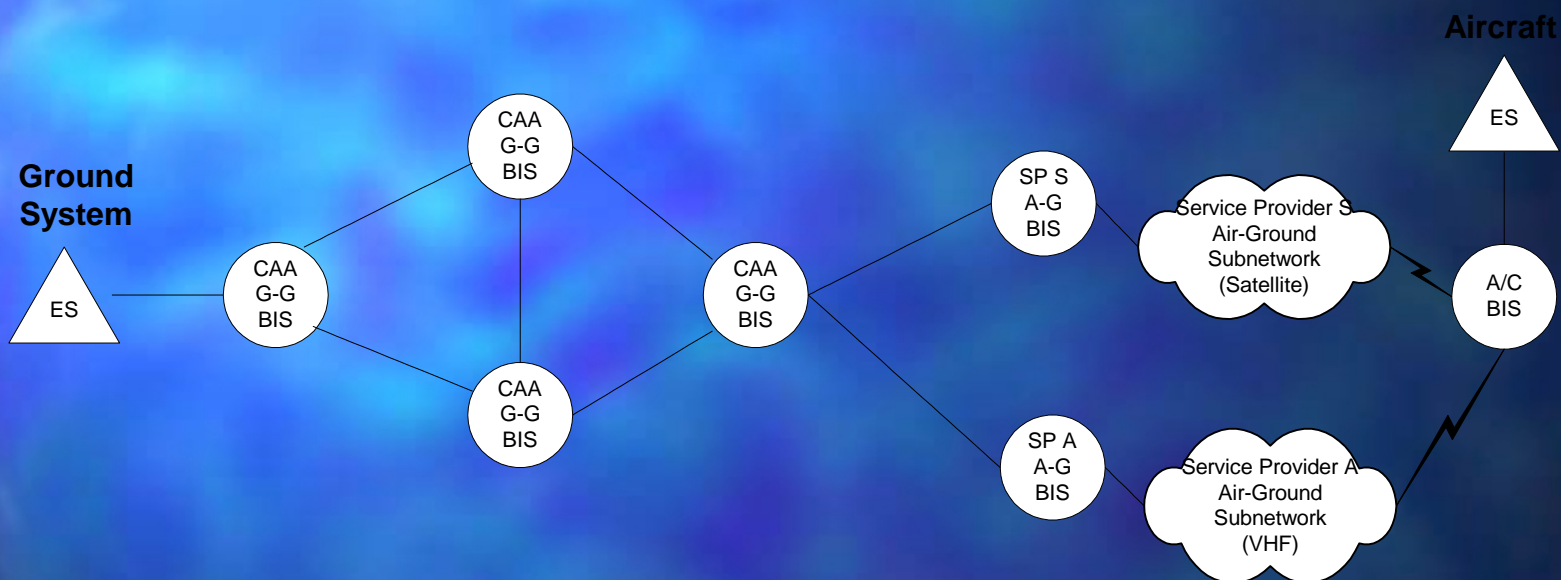 Aircraft
ES
CAA
G-G
BIS
Ground
System
ES
CAA
G-G
BIS
CAA
G-G
BIS
CAA
G-G
BIS
SP S
A-G
BIS
Service Provider S
Air-Ground
Subnetwork
(Satellite)
A/C
BIS
SP A
A-G
BIS
Service Provider A
Air-Ground
Subnetwork
(VHF)